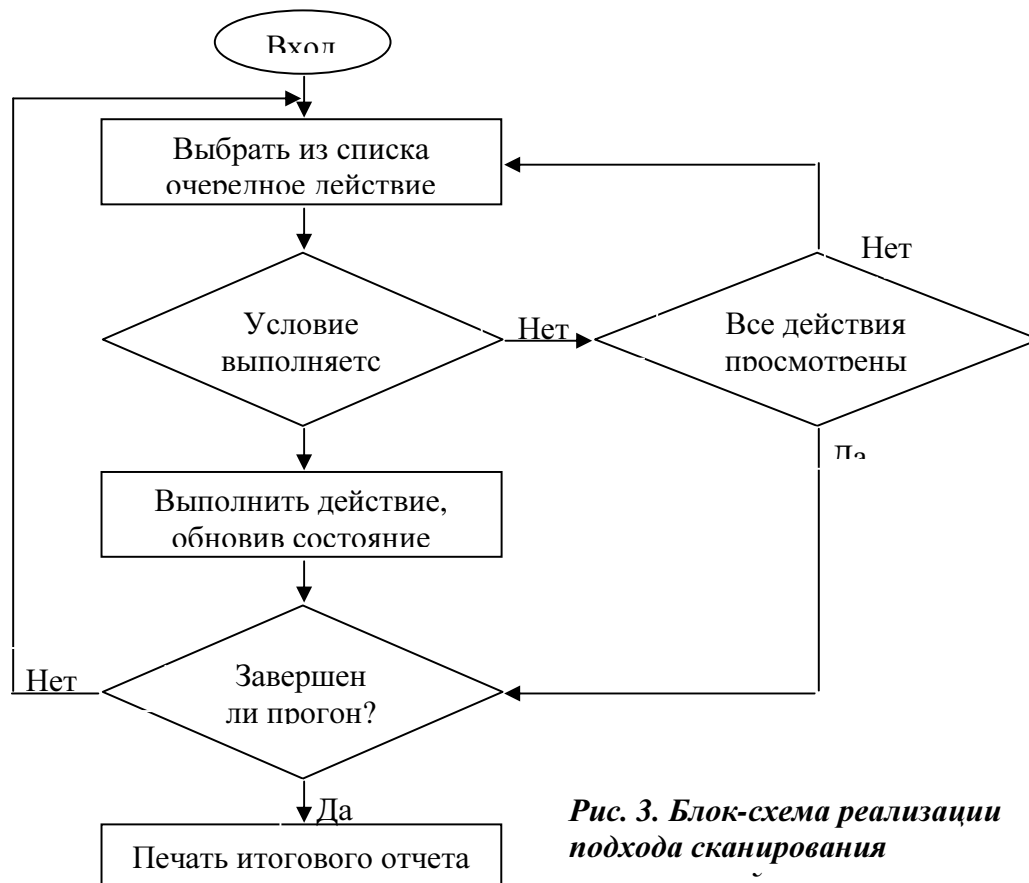 Вход
Выбрать из списка
очередное действие
Условие
выполняетс
Нет
Все действия
просмотрены
Нет
Да
Выполнить действие,
обновив состояние
Завершен
ли прогон?
Нет
Да
Печать итогового отчета
Рис. 3. Блок-схема реализации
подхода сканирования